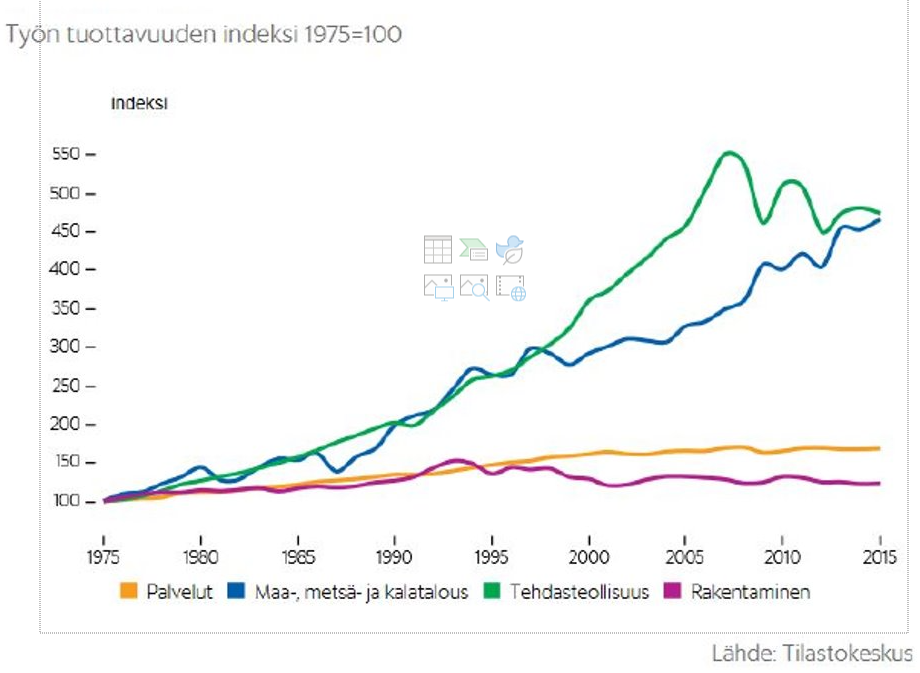 Työn tuottavuuden indeksi 1975=100
indeksi
550
500
450
400
350
300
250
200
150
100
1975 1980 1985 1990 1995 2000 2005 2010 2015
Palvelut Maa-, metsä- ja kalatalous Tehdasteollisuus Rakentaminen
Lähde: Tilastokeskus